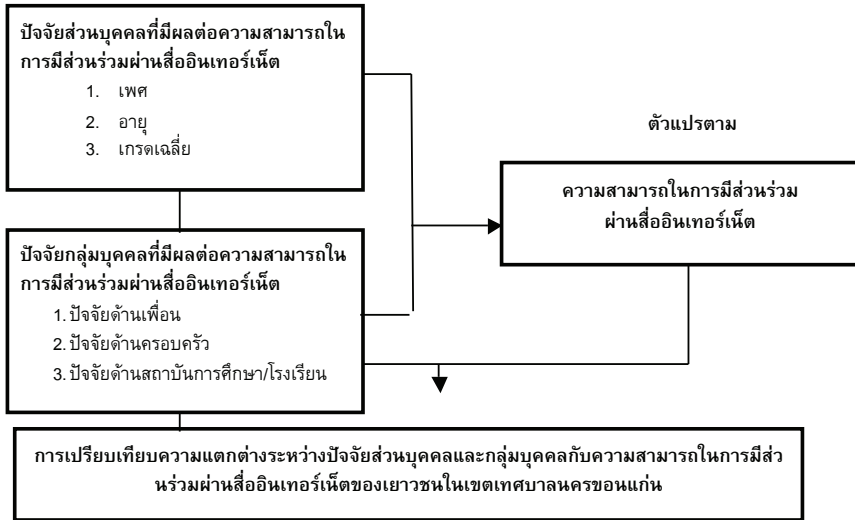 ปัจจัยส่วนบุคคลที่มีผลต่อความสามารถใน
การมีส่วนร่วมผ่านสื่ออินเทอร์เน็ต
1. เพศ
2. อายุ
3. เกรดเฉลี่ย
ตัวแปรตาม
ความสามารถในการมีส่วนร่วม
ผ่านสื่ออินเทอร์เน็ต
ปัจจัยกลุ่มบุคคลที่มีผลต่อความสามารถใน
การมีส่วนร่วมผ่านสื่ออินเทอร์เน็ต
1. ปัจจัยด้านเพื่อน
2. ปัจจัยด้านครอบครัว
3. ปัจจัยด้านสถาบันการศึกษา/โรงเรียน
การเปรียบเทียบความแตกต่างระหว่างปัจจัยส่วนบุคคลและกลุ่มบุคคลกับความสามารถในการมีส่ว
นร่วมผ่านสื่ออินเทอร์เน็ตของเยาวชนในเขตเทศบาลนครขอนแก่น